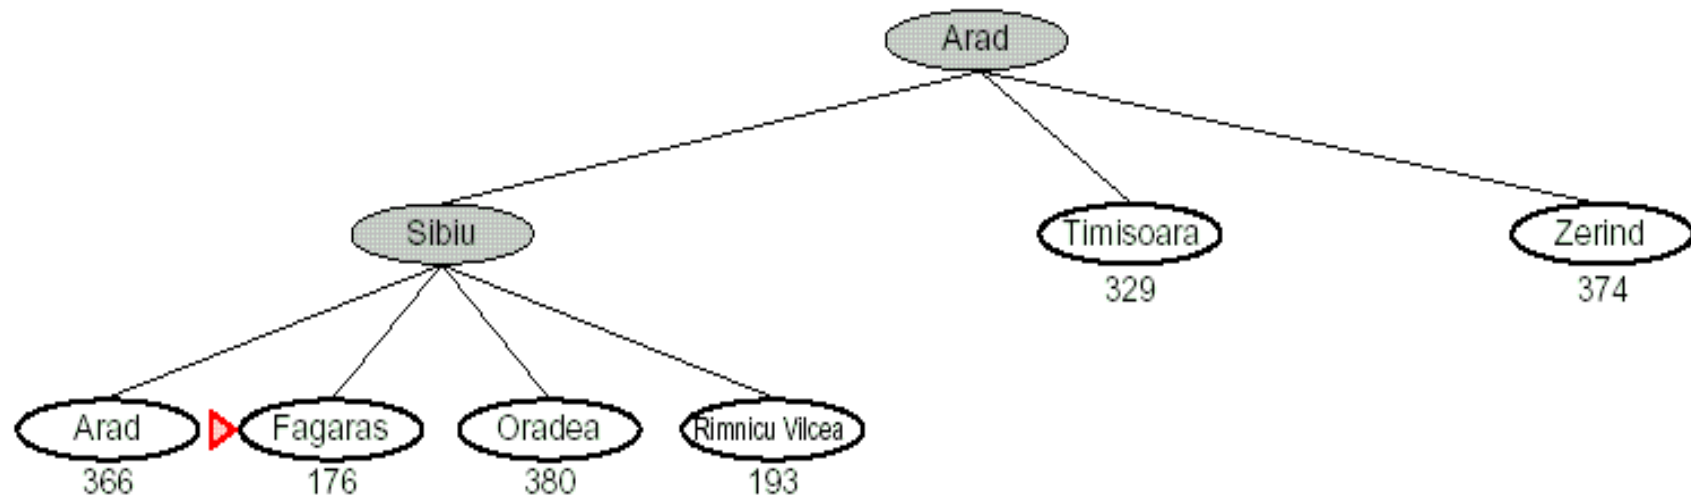 Arad
Sibiu
Timisoara
Zerind
329
374
Arad
Fagaras
Oradea
Rimnicu Vilcea
366
176
380
193